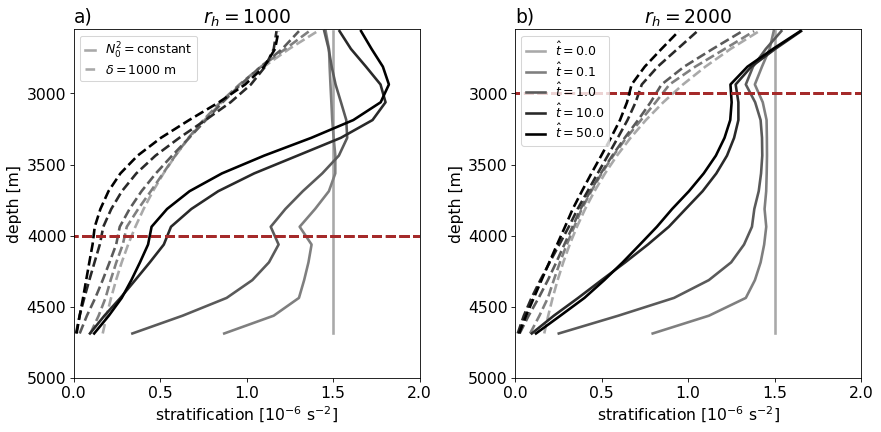 a)
r_h = 1000
N_0^2 = constant
δ = 1000 m
3000
3500
4000
4500
5000
depth [m]
0.0 0.5 1.0 1.5 2.0
stratification [10^{-6} s^{-2}]
b)
r_h = 2000
t̂ = 0.0
t̂ = 0.1
t̂ = 1.0
t̂ = 10.0
t̂ = 50.0
3000
3500
4000
4500
5000
depth [m]
0.0 0.5 1.0 1.5 2.0
stratification [10^{-6} s^{-2}]